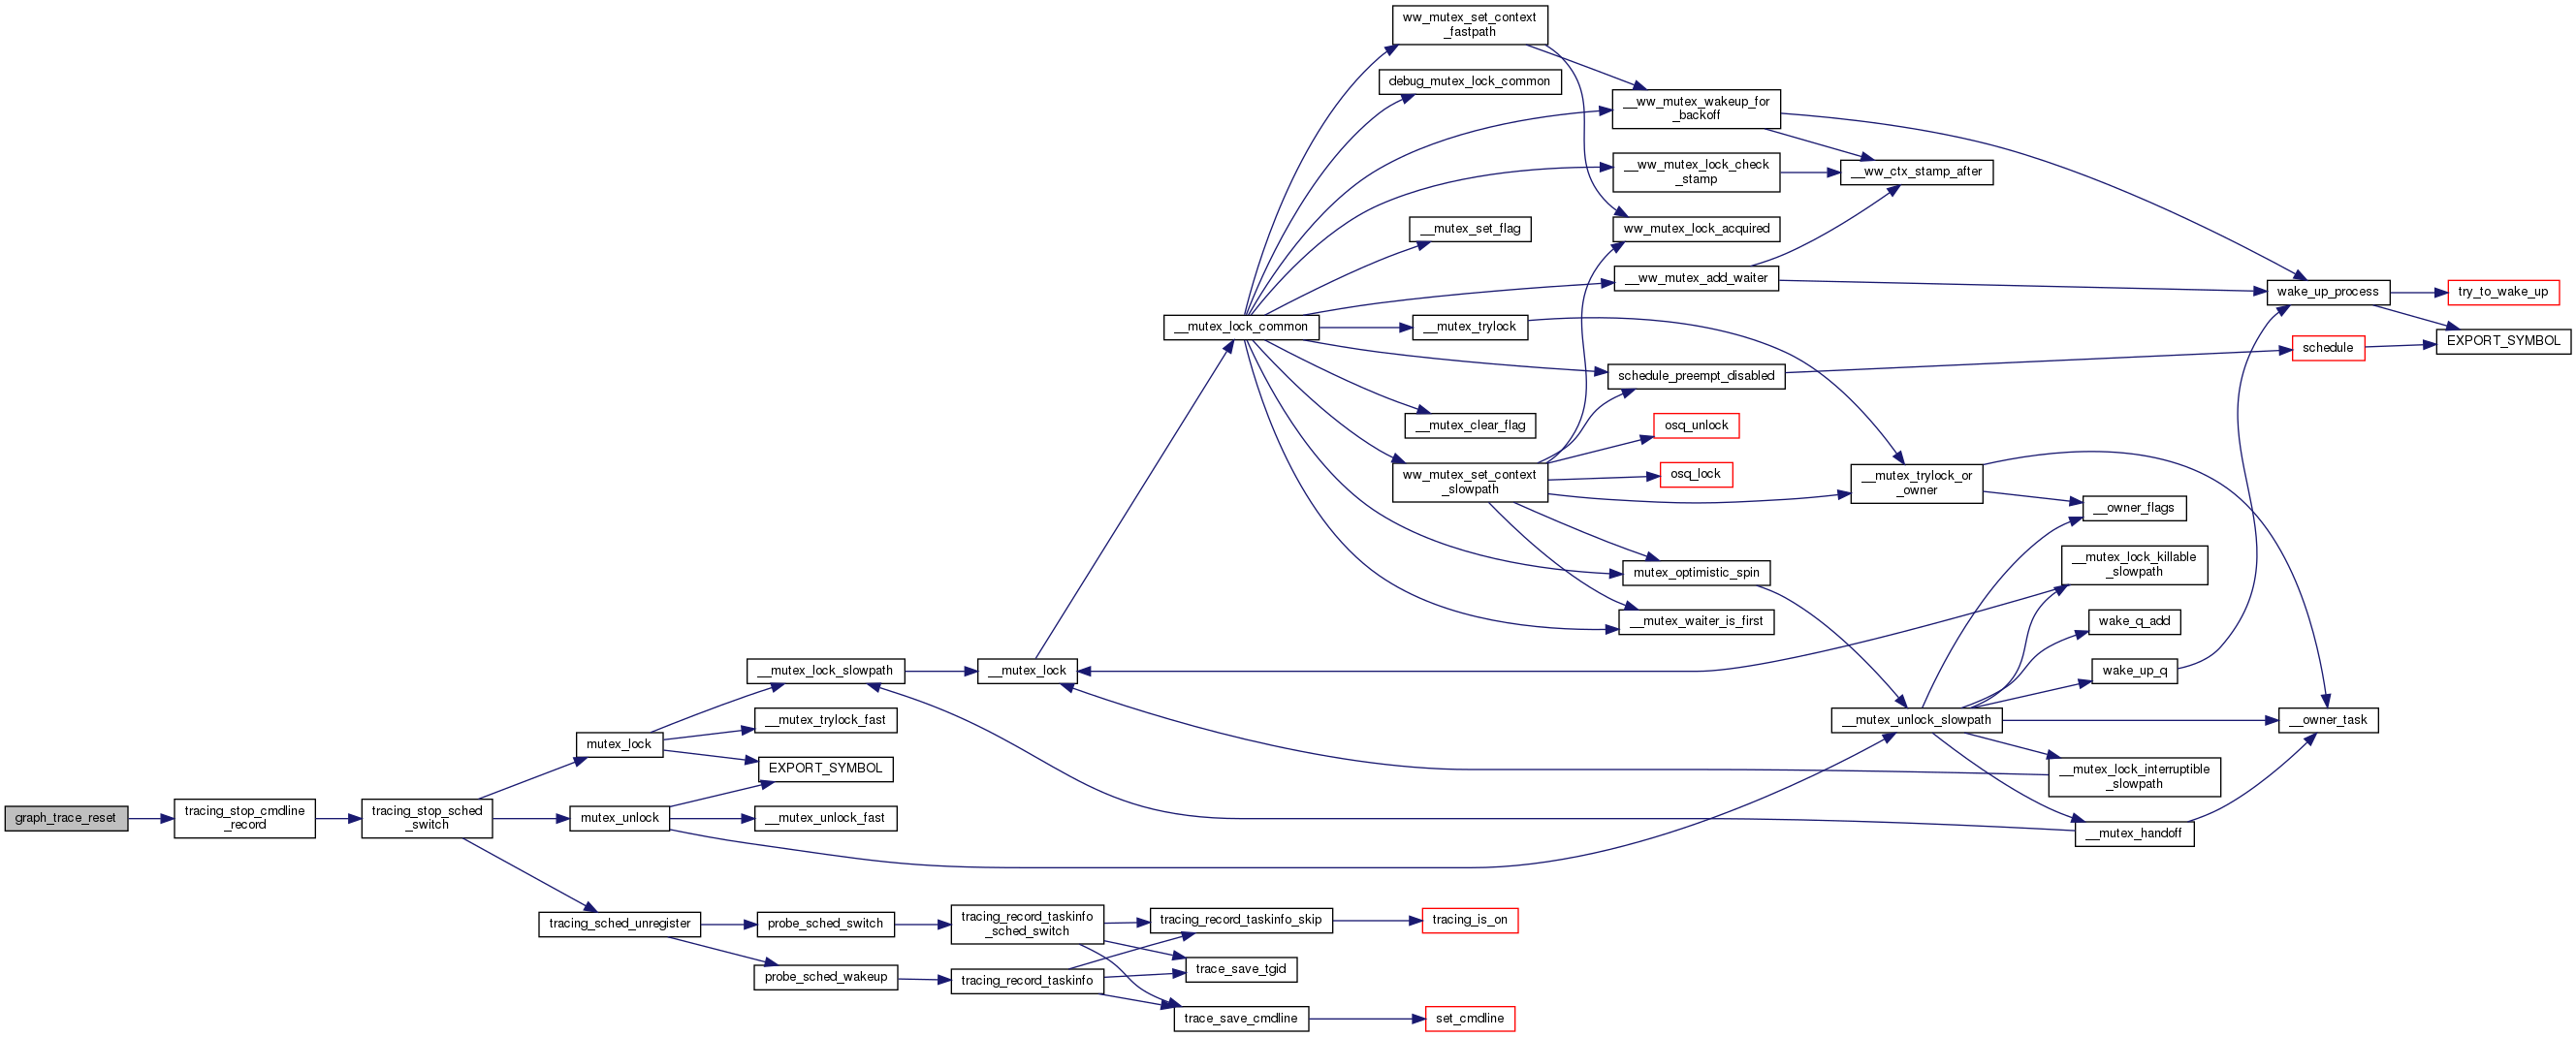 graph_trace_reset
tracing_stop_cmdline
_record
tracing_stop_sched
_switch
mutex_lock
__mutex_lock_slowpath
__mutex_trylock_fast
EXPORT_SYMBOL
mutex_unlock
__mutex_unlock_fast
tracing_sched_unregister
probe_sched_switch
probe_sched_wakeup
tracing_record_taskinfo
_sched_switch
tracing_record_taskinfo
tracing_record_taskinfo_skip
trace_save_tgid
trace_save_cmdline
tracing_is_on
set_cmdline
__mutex_lock
__mutex_lock_common
ww_mutex_set_context
_fastpath
debug_mutex_lock_common
__ww_mutex_wakeup_for
_backoff
__ww_mutex_lock_check
_stamp
__ww_ctx_stamp_after
__mutex_set_flag
ww_mutex_lock_acquired
__ww_mutex_add_waiter
__mutex_trylock
schedule_preempt_disabled
__mutex_clear_flag
osq_unlock
ww_mutex_set_context
_slowpath
osq_lock
mutex_optimistic_spin
__mutex_waiter_is_first
__mutex_trylock_or
_owner
__owner_flags
__mutex_lock_killable
_slowpath
wake_q_add
wake_up_q
__mutex_unlock_slowpath
__owner_task
__mutex_lock_interruptible
_slowpath
__mutex_handoff
wake_up_process
try_to_wake_up
schedule
EXPORT_SYMBOL